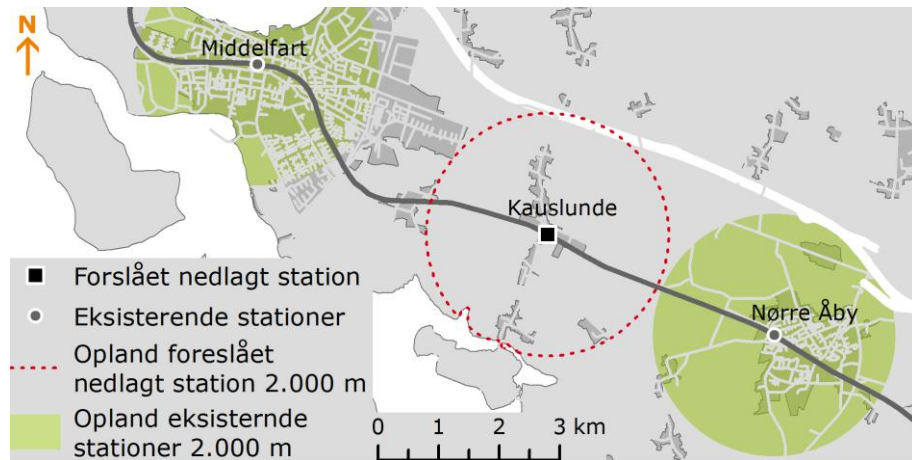 N
Middelfart
Kauslunde
Nørre Åby
Forslået nedlagt station
Eksisterende stationer
Opland foreslået
nedlagt station 2.000 m
Opland eksisternde
stationer 2.000 m
0 1 2 3 km